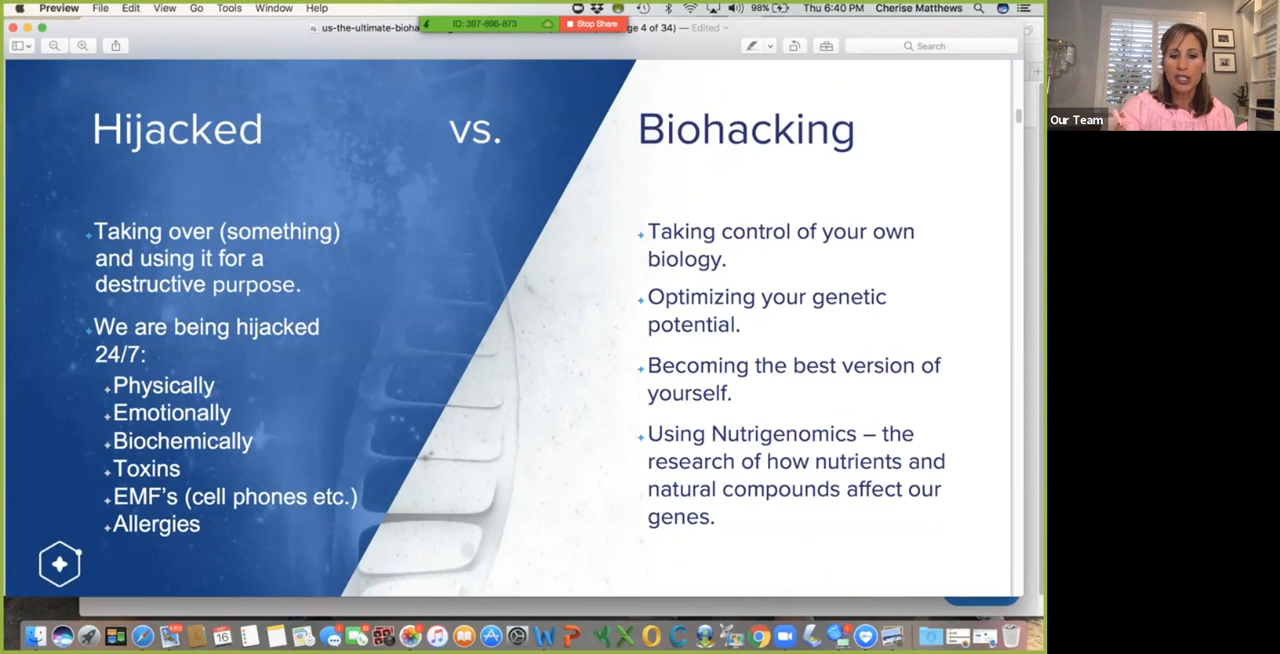 Preview File Edit View Go Tools Window Help
98% Thu 6:40 PM Cherise Matthews
us-the-ultimate-bioha
ID: 397-896-873
Stop Share
e 4 of 34) — Edited
Search
Hijacked vs. Biohacking
Taking over (something)
and using it for a
destructive purpose.
We are being hijacked
24/7:
Physically
Emotionally
Biochemically
Toxins
EMF's (cell phones etc.)
Allergies
Taking control of your own
biology.
Optimizing your genetic
potential.
Becoming the best version of
yourself.
Using Nutrigenomics – the
research of how nutrients and
natural compounds affect our
genes.
Our Team
16